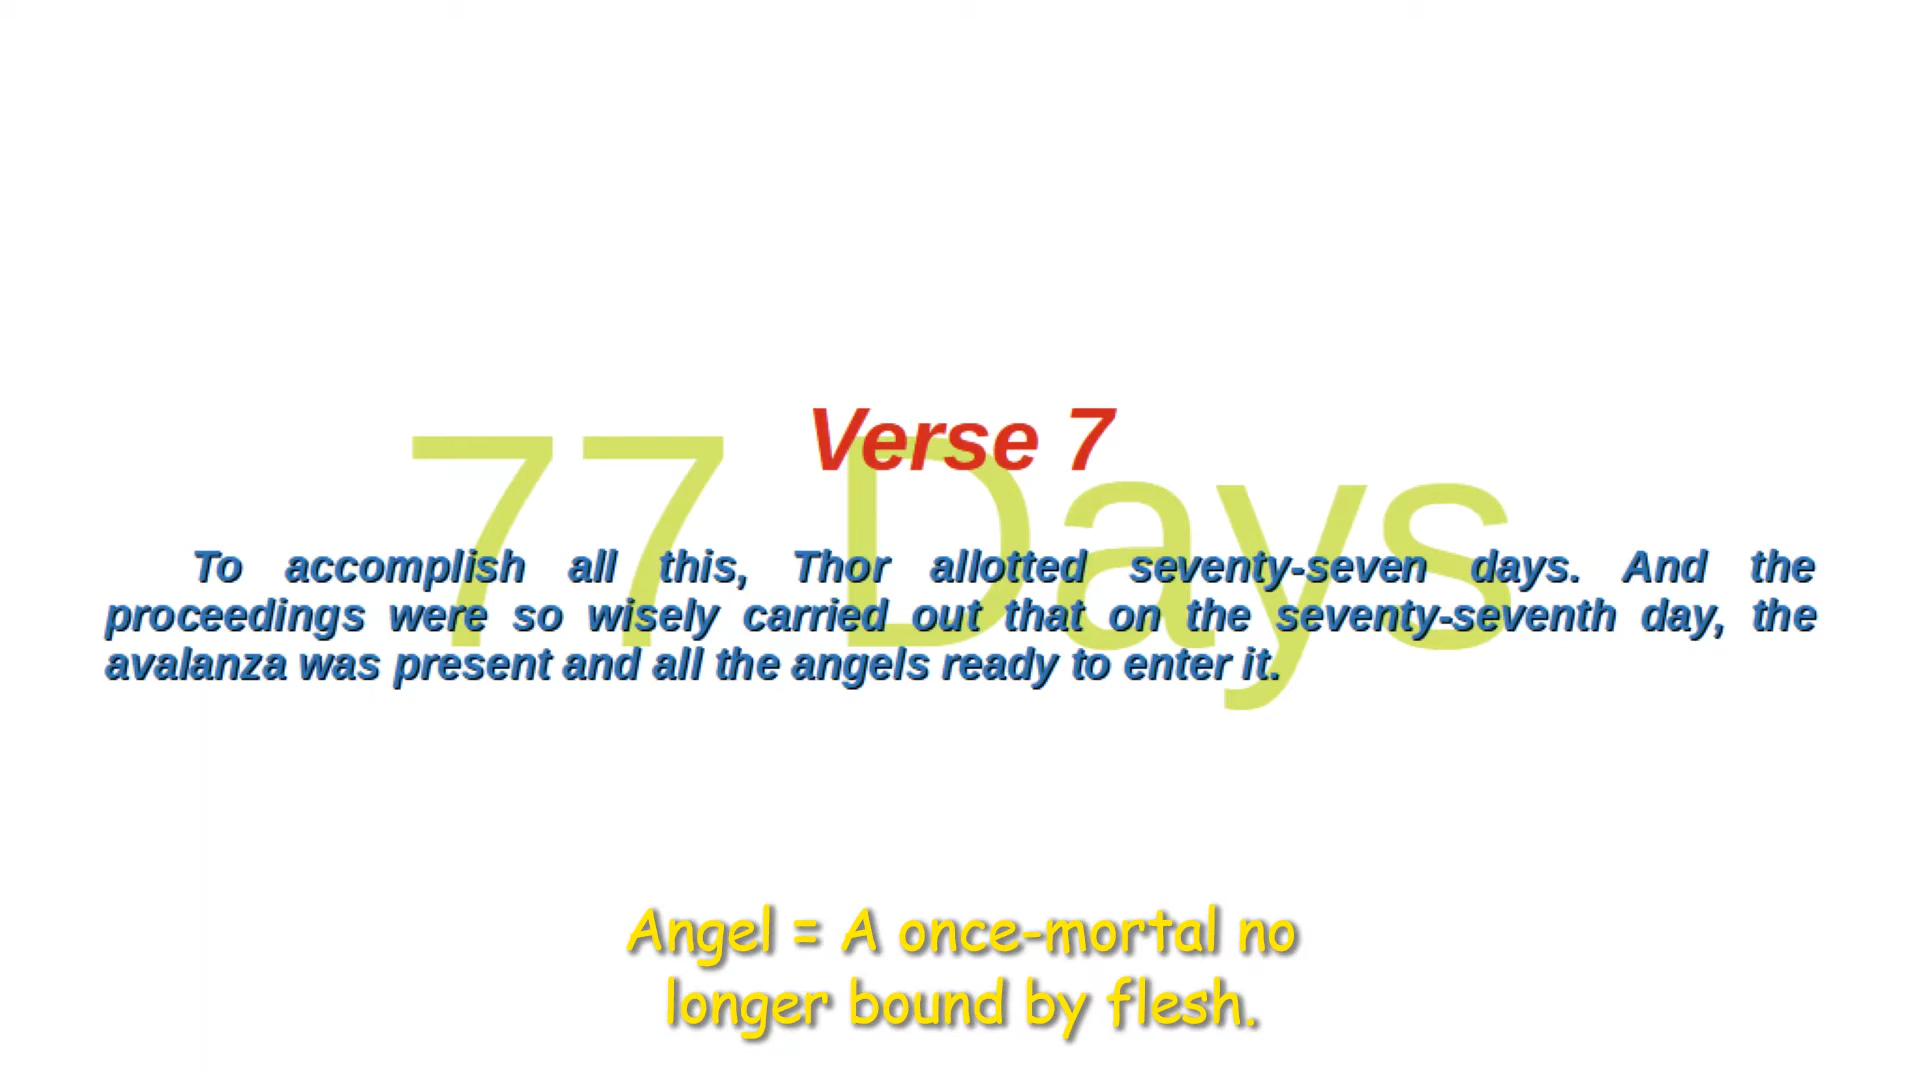 Verse 7
77 Days
To accomplish all this, Thor allotted seventy-seven days. And the
proceedings were so wisely carried out that on the seventy-seventh day, the
avalanza was present and all the angels ready to enter it.
Angel = A once-mortal no
longer bound by flesh.